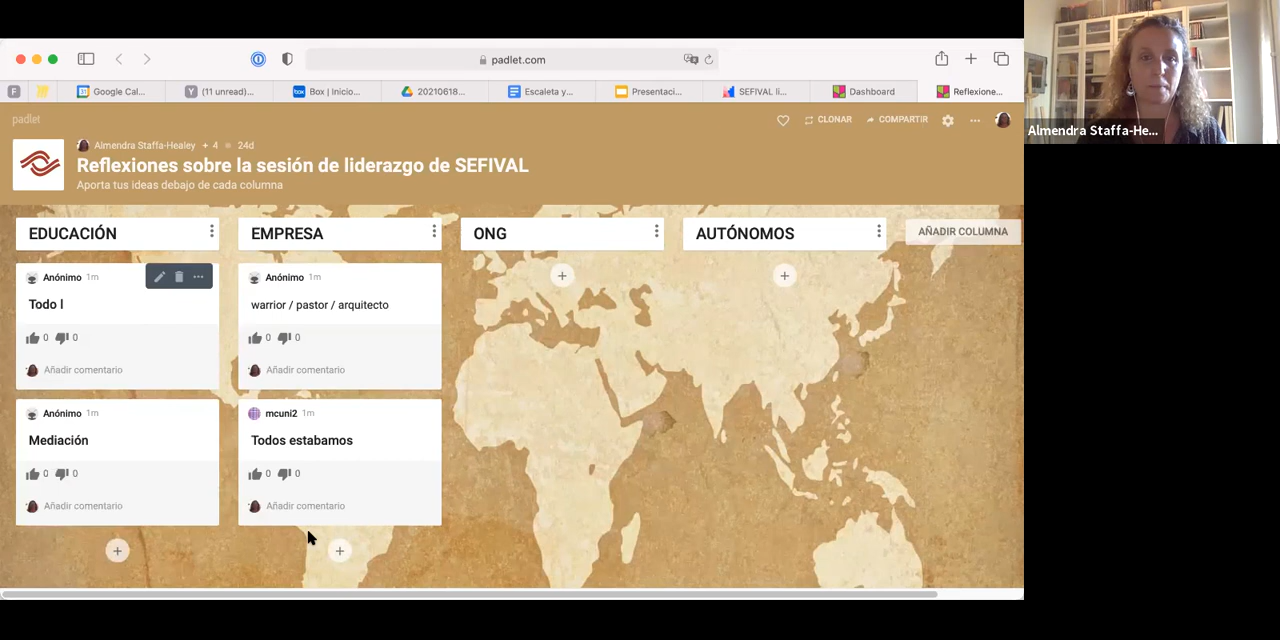 padlet.com
Google Cal...
(11 unread)...
Box | Inicio...
20210618...
Escaleta y...
Presentaci...
SEFIVAL li...
Dashboard
Reflexione...
padlet
CLONAR
COMPARTIR
Almendra Staffa-Healey + 4 24d
Reflexiones sobre la sesión de liderazgo de SEFIVAL
Aporta tus ideas debajo de cada columna
EDUCACIÓN
EMPRESA
ONG
AUTÓNOMOS
AÑADIR COLUMNA
Anónimo 1m
Todo l
0 0
Añadir comentario
Anónimo 1m
Mediación
0 0
Añadir comentario
Anónimo 1m
warrior / pastor / arquitecto
0 0
Añadir comentario
mcuni2 1m
Todos estabamos
0 0
Añadir comentario
Almendra Staffa-He...